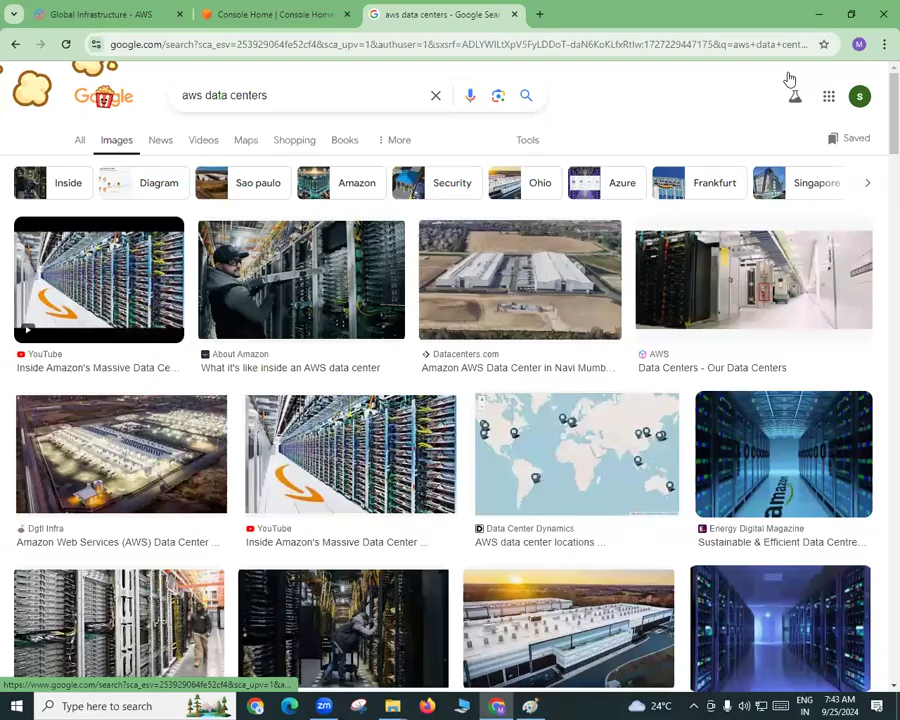 Global Infrastructure - AWS
Console Home | Console Home
aws data centers - Google Sear
google.com/search?sca_esv=253929064fe52cf4&sca_upv=1&authuser=1&sxsrf=ADLYWILtXpV5FyLDDoT-daN6KoKLfxRtIw:1727229447175&q=aws+data+cent...
M
Google
aws data centers
S
All
Images
News
Videos
Maps
Shopping
Books
More
Tools
Saved
Inside
Diagram
Sao paulo
Amazon
Security
Ohio
Azure
Frankfurt
Singapore
YouTube
Inside Amazon's Massive Data Ce...
About Amazon
What it's like inside an AWS data center
Datacenters.com
Amazon AWS Data Center in Navi Mumb...
AWS
Data Centers - Our Data Centers
amazon
Dgtl Infra
Amazon Web Services (AWS) Data Center ...
YouTube
Inside Amazon's Massive Data Center ...
Data Center Dynamics
AWS data center locations ...
Energy Digital Magazine
Sustainable & Efficient Data Centre...
https://www.google.com/search?sca_esv=253929064fe52cf4&sca_upv=1&a...
Type here to search
zm
24°C
ENG
IN
7:43 AM
9/25/2024